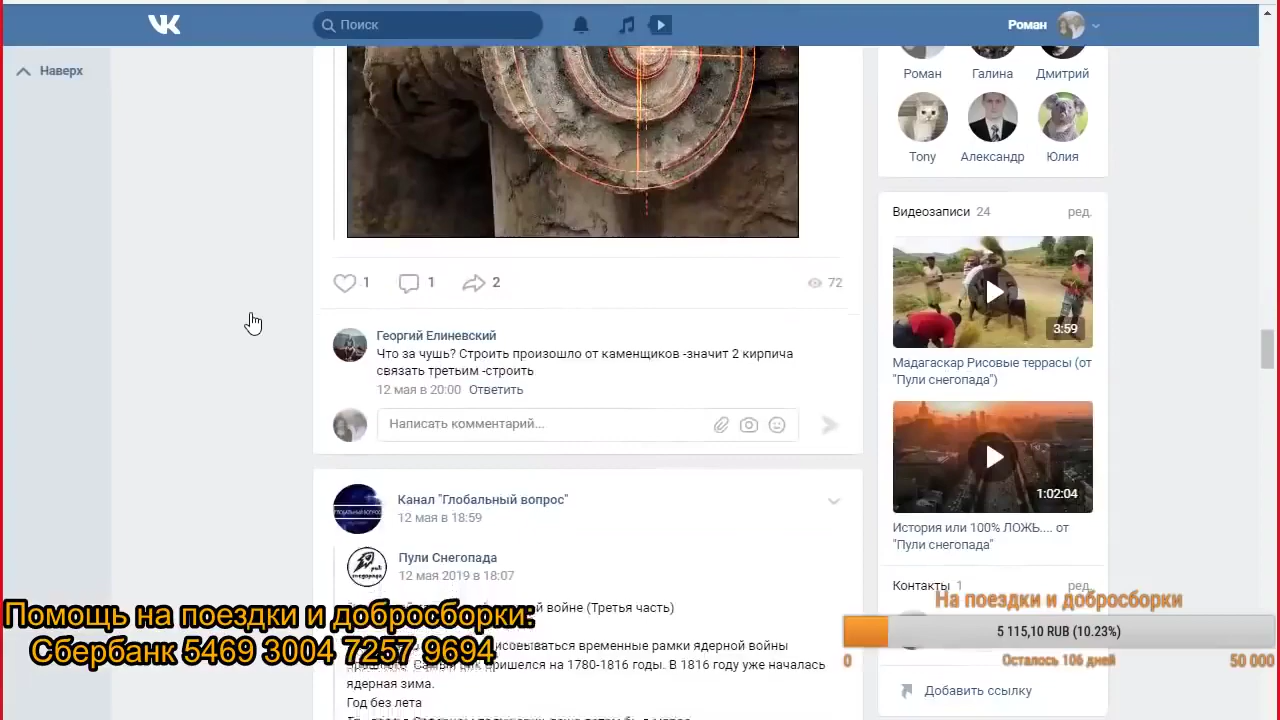 Поиск
Роман
Наверх
Роман Галина Дмитрий
Tony Александр Юлия
Видеозаписи 24 ред.
3:59
Мадагаскар Рисовые террасы (от
"Пули снегопада")
1:02:04
История или 100% ЛОЖЬ.... от
"Пули снегопада"
Контакты 1 ред.
Добавить ссылку
1 1 2 72
Георгий Елиневский
Что за чушь? Строить произошло от каменщиков -значит 2 кирпича
связать третьим -строить
12 мая в 20:00 Ответить
Написать комментарий...
Канал "Глобальный вопрос"
12 мая в 18:59
Пули Снегопада
12 мая 2019 в 18:07
войне (Третья часть)
временные рамки ядерной войны
пришелся на 1780-1816 годы. В 1816 году уже началась
ядерная зима.
Год без лета
Помощь на поездки и добросборки:
Сбербанк 5469 3004 7257 9694
На поездки и добросборки
5 115,10 RUB (10.23%)
0 Осталось 106 дней 50 000